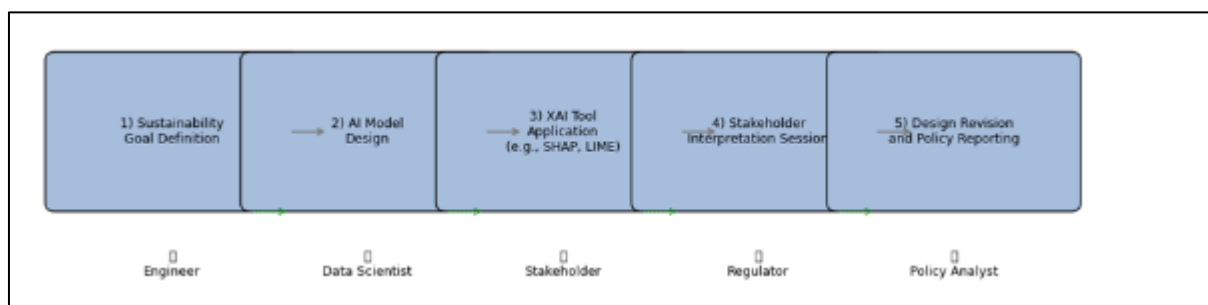 1) Sustainability
Goal Definition
2) AI Model
Design
3) XAI Tool
Application
(e.g., SHAP, LIME)
4) Stakeholder
Interpretation Session
5) Design Revision
and Policy Reporting
Engineer
Data Scientist
Stakeholder
Regulator
Policy Analyst